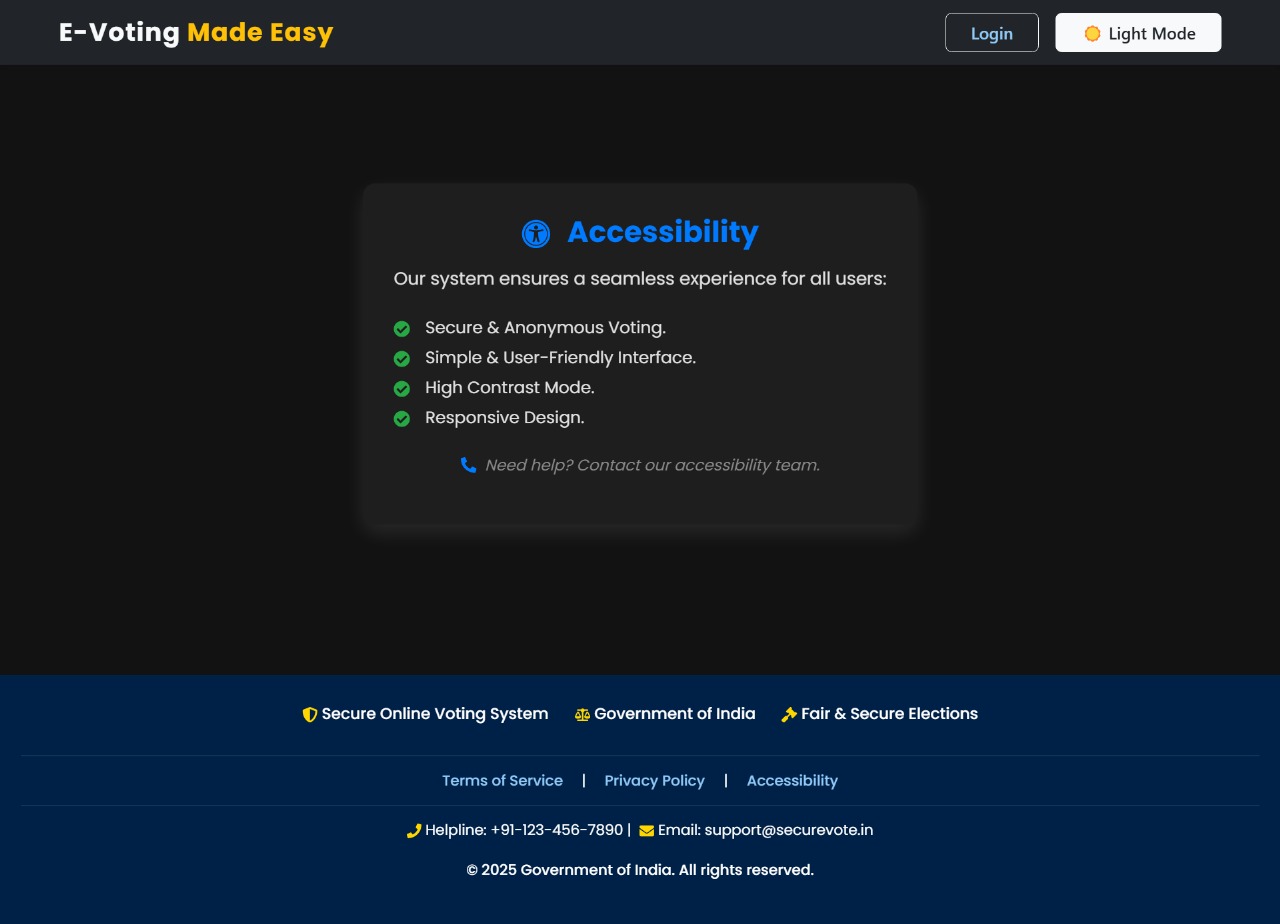 E-Voting Made Easy
Login
Light Mode
Accessibility
Our system ensures a seamless experience for all users:
Secure & Anonymous Voting.
Simple & User-Friendly Interface.
High Contrast Mode.
Responsive Design.
Need help? Contact our accessibility team.
Secure Online Voting System Government of India Fair & Secure Elections
Terms of Service | Privacy Policy | Accessibility
Helpline: +91-123-456-7890 | Email: support@securevote.in
© 2025 Government of India. All rights reserved.